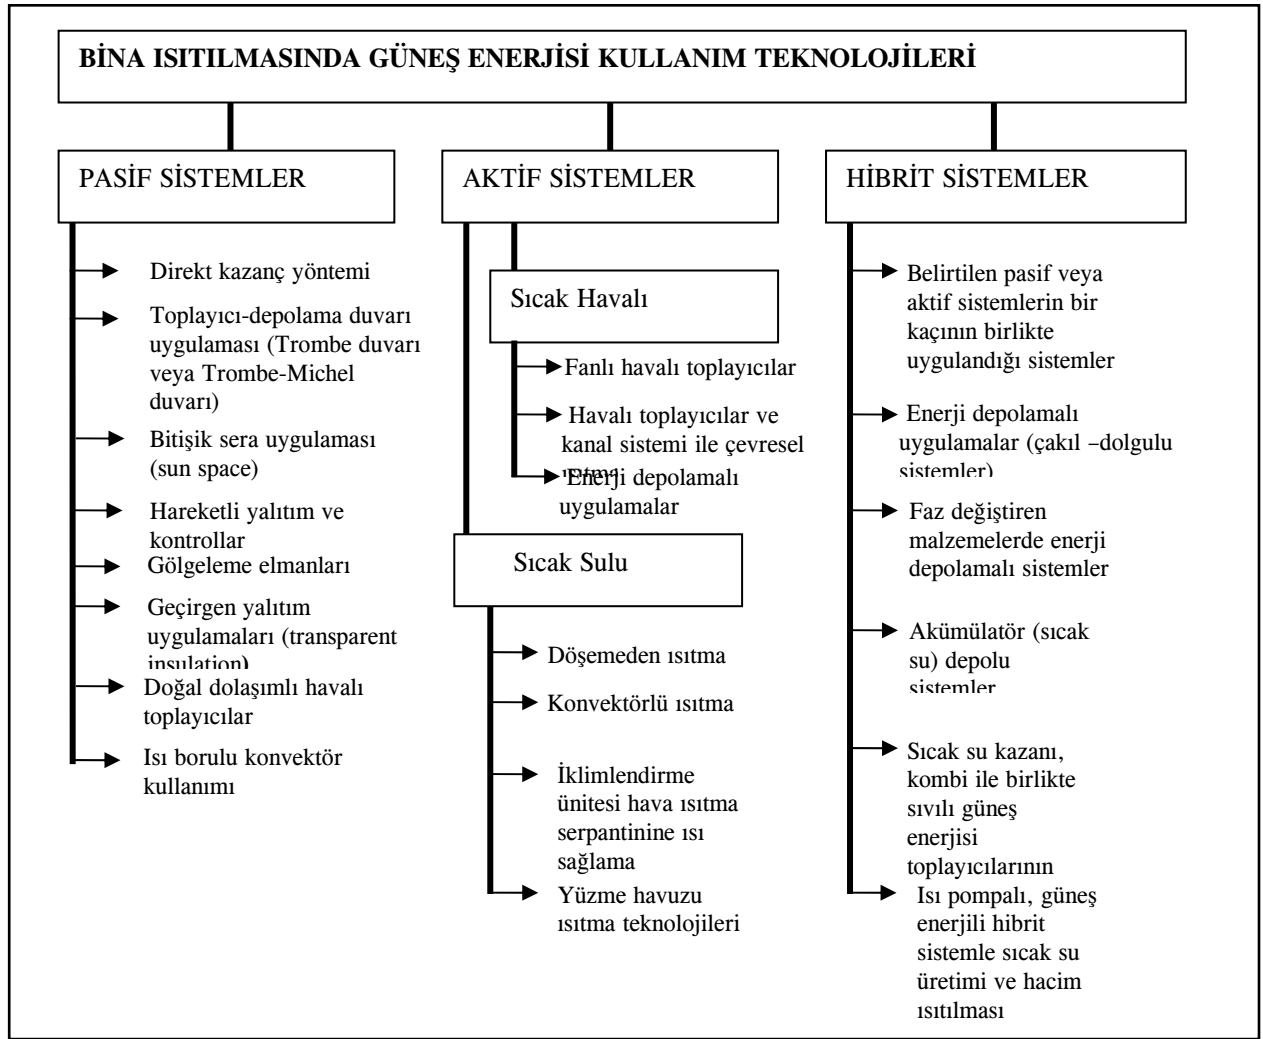 BİNA ISITILMASINDA GÜNEŞ ENERJİSİ KULLANIM TEKNOLOJİLERİ
PASİF SİSTEMLER
Direkt kazanç yöntemi
Toplayıcı-depolama duvarı
uygulaması (Trombe duvarı
veya Trombe-Michel
duvarı)
Bitişik sera uygulaması
(sun space)
Hareketli yalıtım ve
kontrollar
Gölgeleme elmanları
Geçirgen yalıtım
uygulamaları (transparent
insulation)
Doğal dolaşımlı havalı
toplayıcılar
Isı borulu konvektör
kullanımı
AKTİF SİSTEMLER
Sıcak Havalı
Fanlı havalı toplayıcılar
Havalı toplayıcılar ve
kanal sistemi ile çevresel
ısıtma
Enerji depolamalı
uygulamalar
Sıcak Sulu
Döşemeden ısıtma
Konvektörlü ısıtma
İklimlendirme
ünitesi hava ısıtma
serpantinine ısı
sağlama
Yüzme havuzu
ısıtma teknolojileri
HİBRİT SİSTEMLER
Belirtilen pasif veya
aktif sistemlerin bir
kaçının birlikte
uygulandığı sistemler
Enerji depolamalı
uygulamalar (çakıl –dolgulu
sistemler)
Faz değiştiren
malzemelerde enerji
depolamalı sistemler
Akümülatör (sıcak
su) depolu
sistemler
Sıcak su kazanı,
kombi ile birlikte
sıvılı güneş
enerjisi
toplayıcılarının
Isı pompalı, güneş
enerjili hibrit
sistemle sıcak su
üretimi ve hacim
ısıtılması